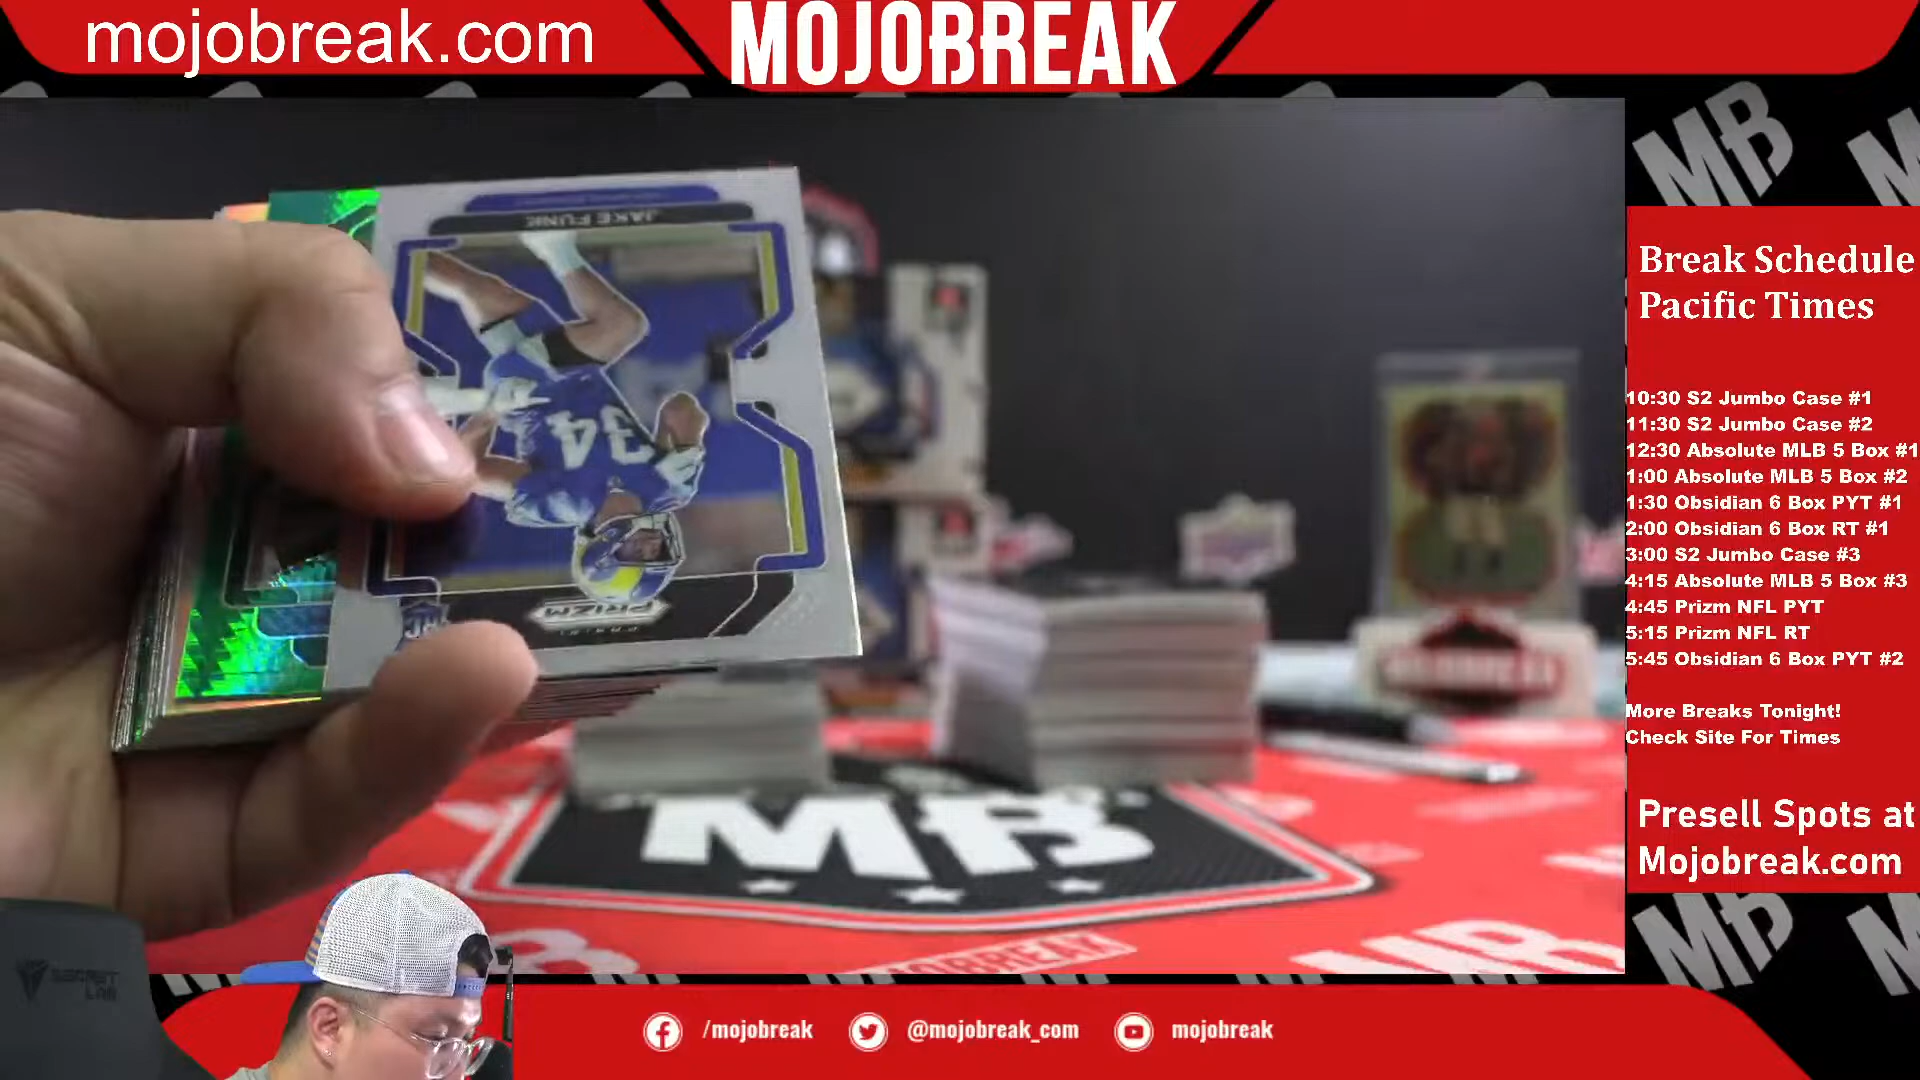 mojobreak.com
MOJOBREAK
JAKE FUNK
34
PRIZM
RC
Break Schedule
Pacific Times
10:30 S2 Jumbo Case #1
11:30 S2 Jumbo Case #2
12:30 Absolute MLB 5 Box #1
1:00 Absolute MLB 5 Box #2
1:30 Obsidian 6 Box PYT #1
2:00 Obsidian 6 Box RT #1
3:00 S2 Jumbo Case #3
4:15 Absolute MLB 5 Box #3
4:45 Prizm NFL PYT
5:15 Prizm NFL RT
5:45 Obsidian 6 Box PYT #2
More Breaks Tonight!
Check Site For Times
Presell Spots at
Mojobreak.com
MB
MOJOBREAK
SECRET
LAB
/mojobreak
@mojobreak_com
mojobreak